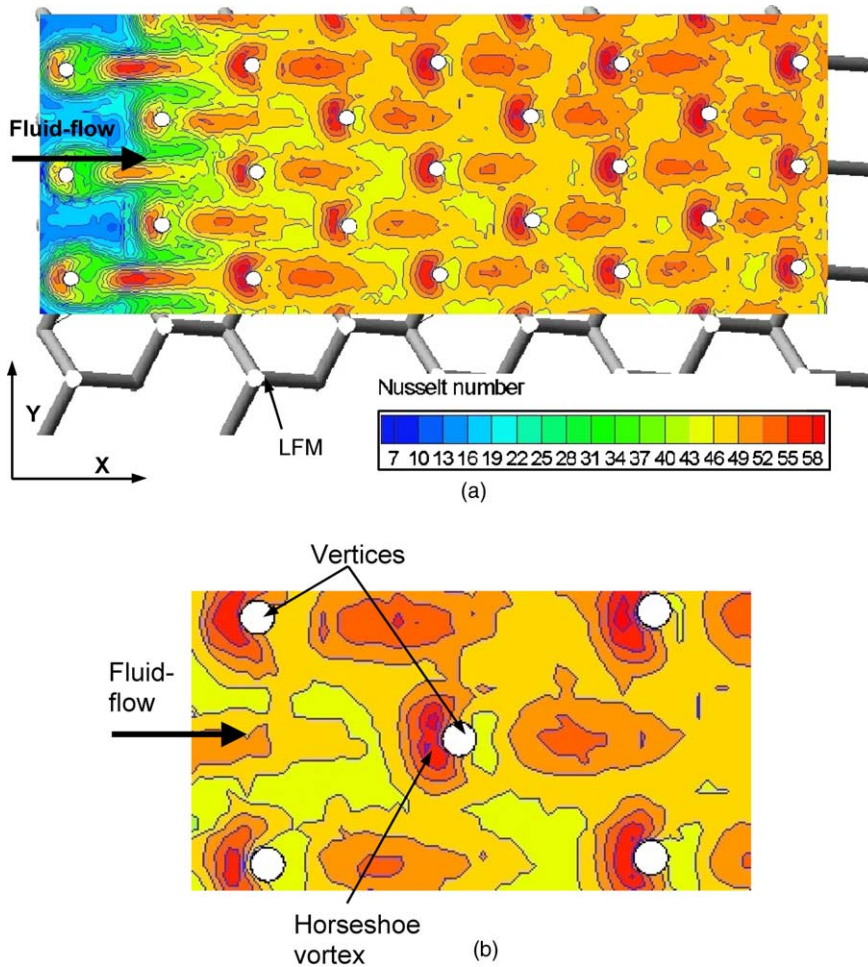 Fluid-flow
Y
X
LFM
Nusselt number
7 10 13 16 19 22 25 28 31 34 37 40 43 46 49 52 55 58
(a)
Vertices
Fluid-
flow
Horseshoe
vortex
(b)